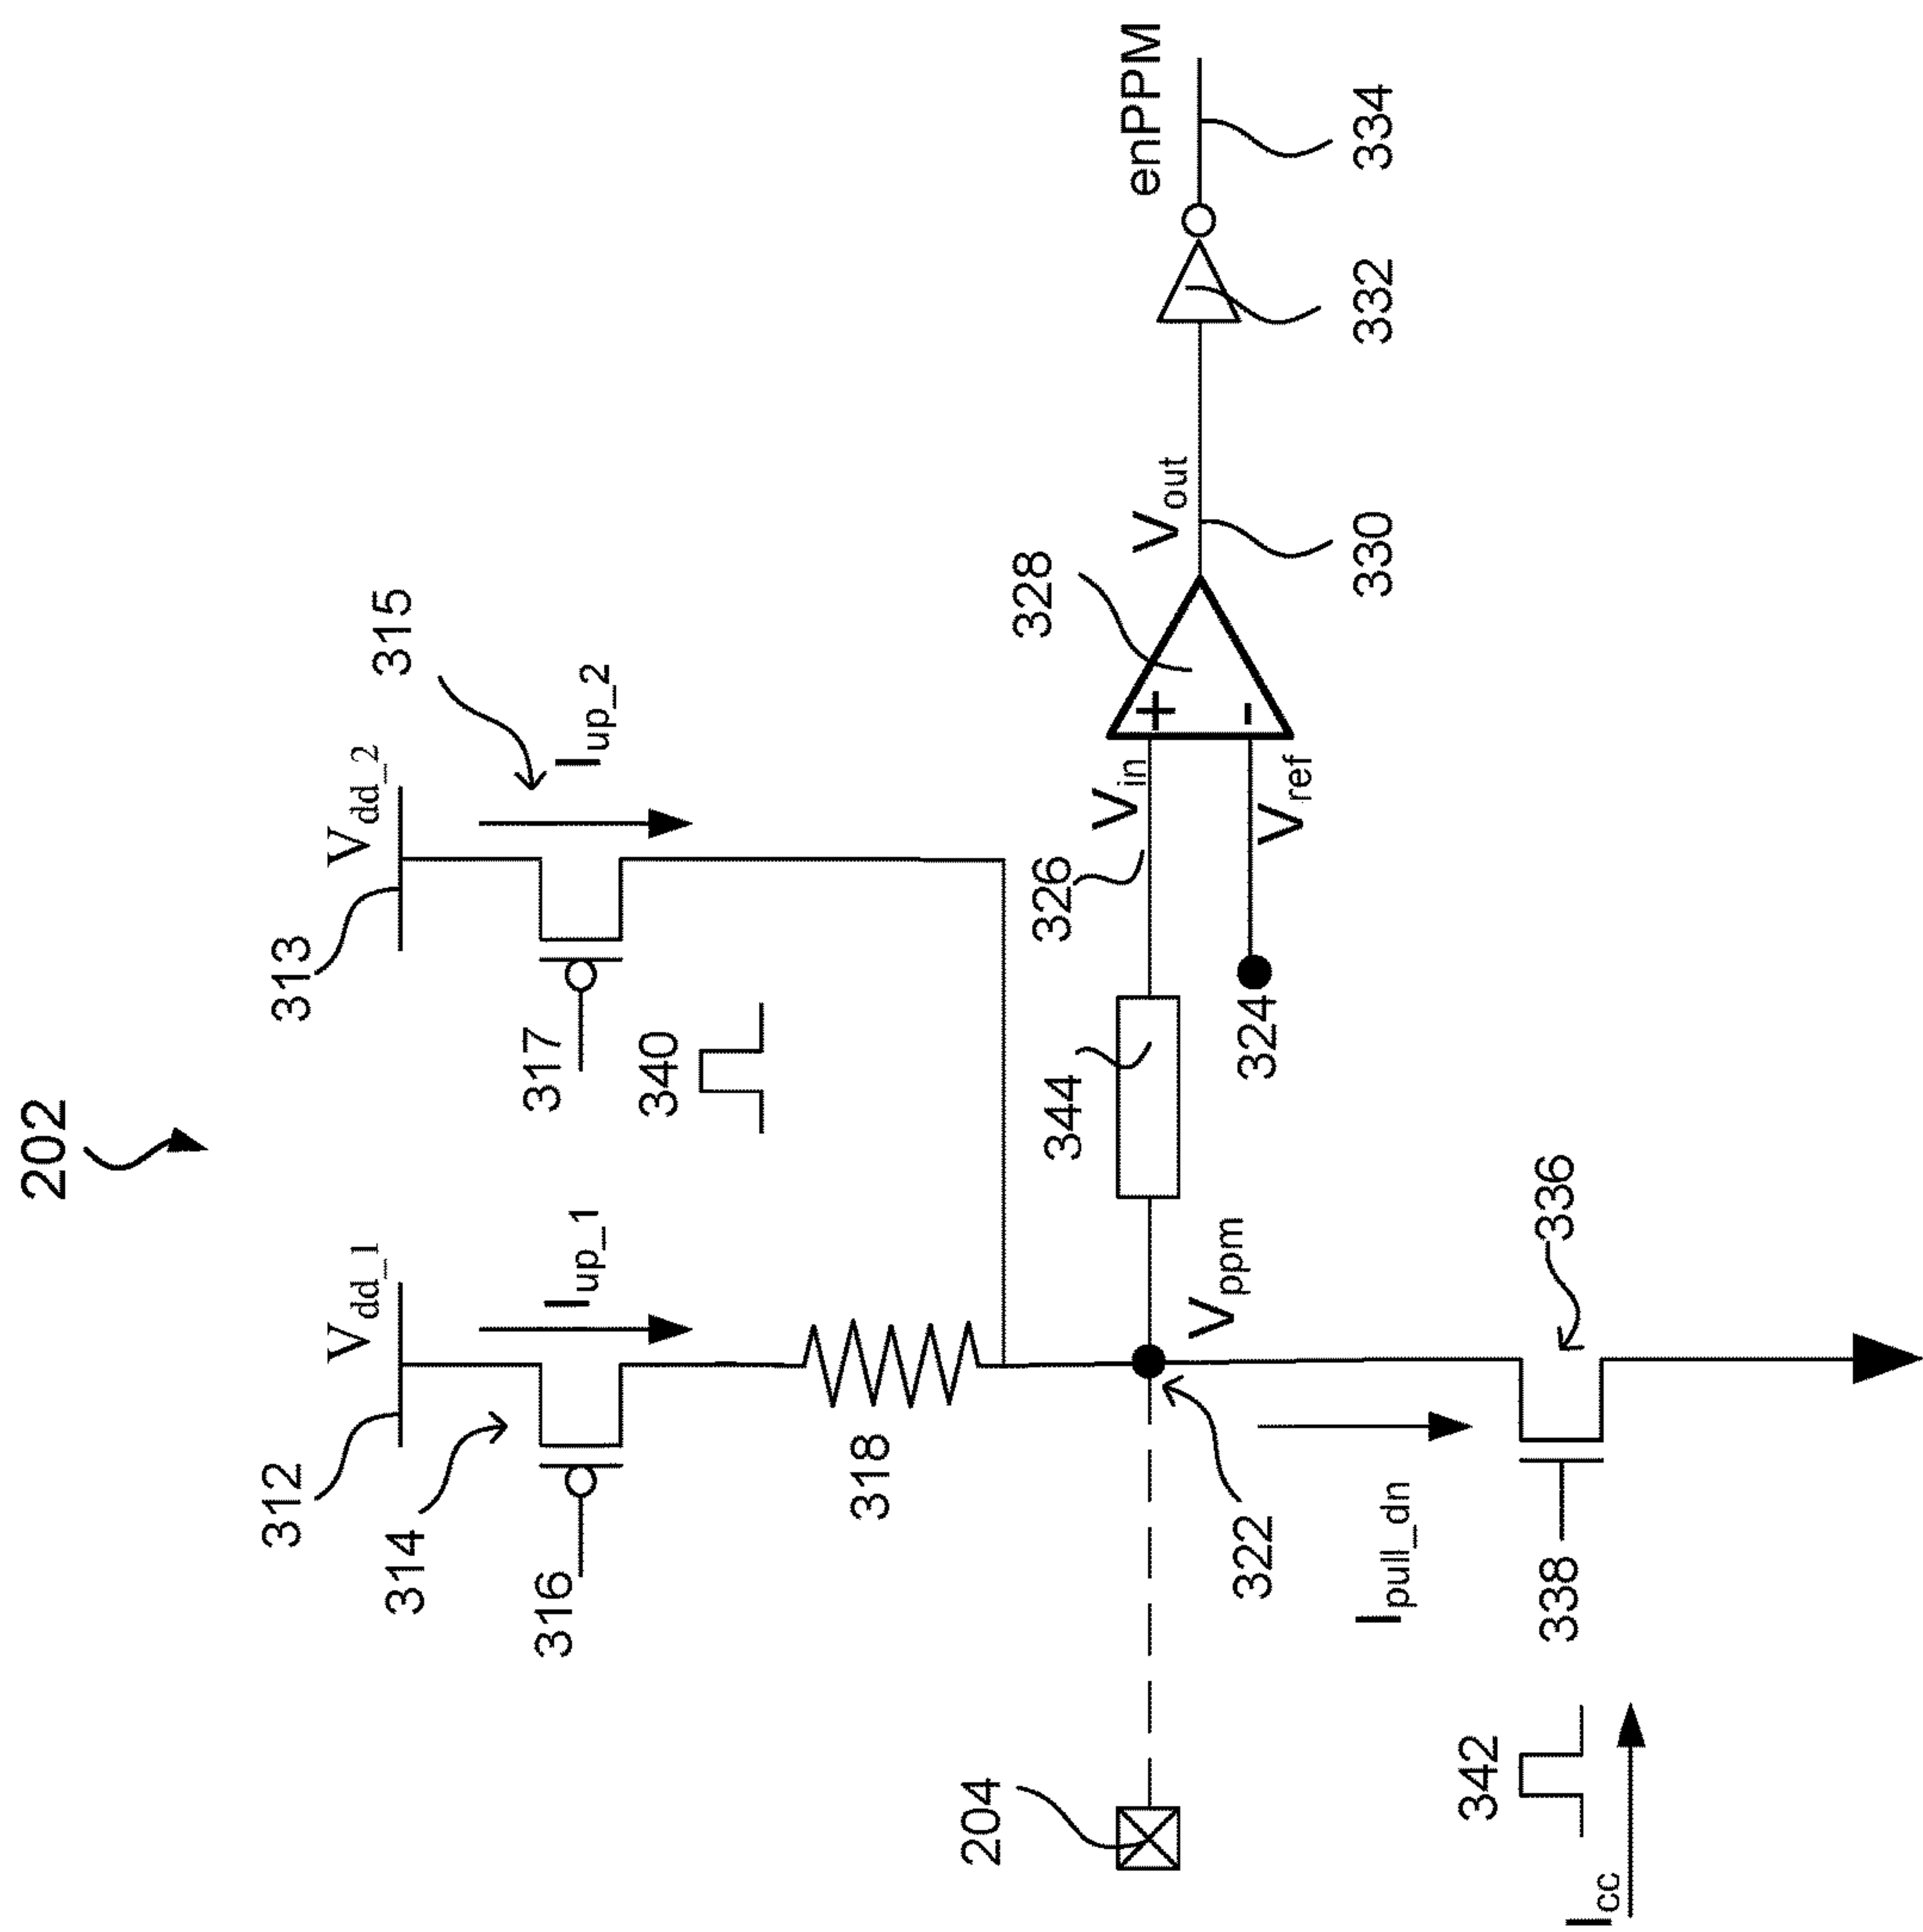 202
312
313
Vdd_1
Vdd_2
314
315
316
Iup_1
317
Iup_2
340
318
204
344
326
328
Vin
Vout
enPPM
Vppm
322
324
Vref
330
332
334
Ipull_dn
342
338
336
Icc